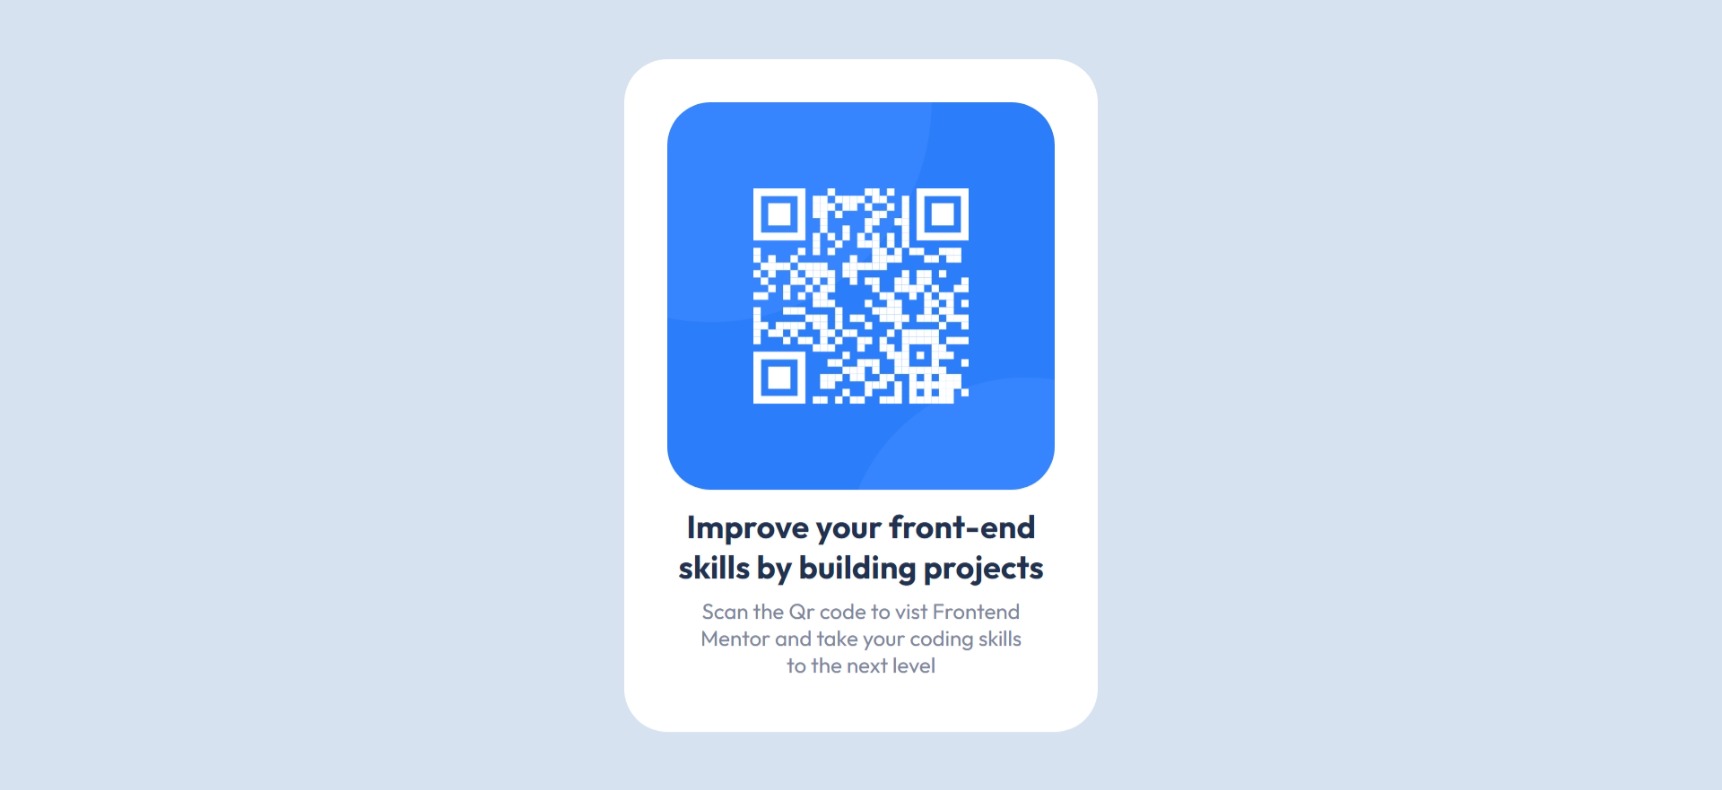 Improve your front-end
skills by building projects
Scan the Qr code to vist Frontend
Mentor and take your coding skills
to the next level